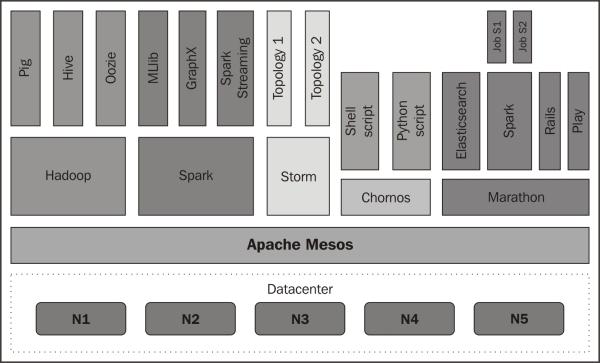 Pig
Hive
Oozie
MLlib
GraphX
Spark
Streaming
Topology 1
Topology 2
Job S1
Job S2
Shell
script
Python
script
Elasticsearch
Spark
Rails
Play
Hadoop
Spark
Storm
Chornos
Marathon
Apache Mesos
Datacenter
N1
N2
N3
N4
N5